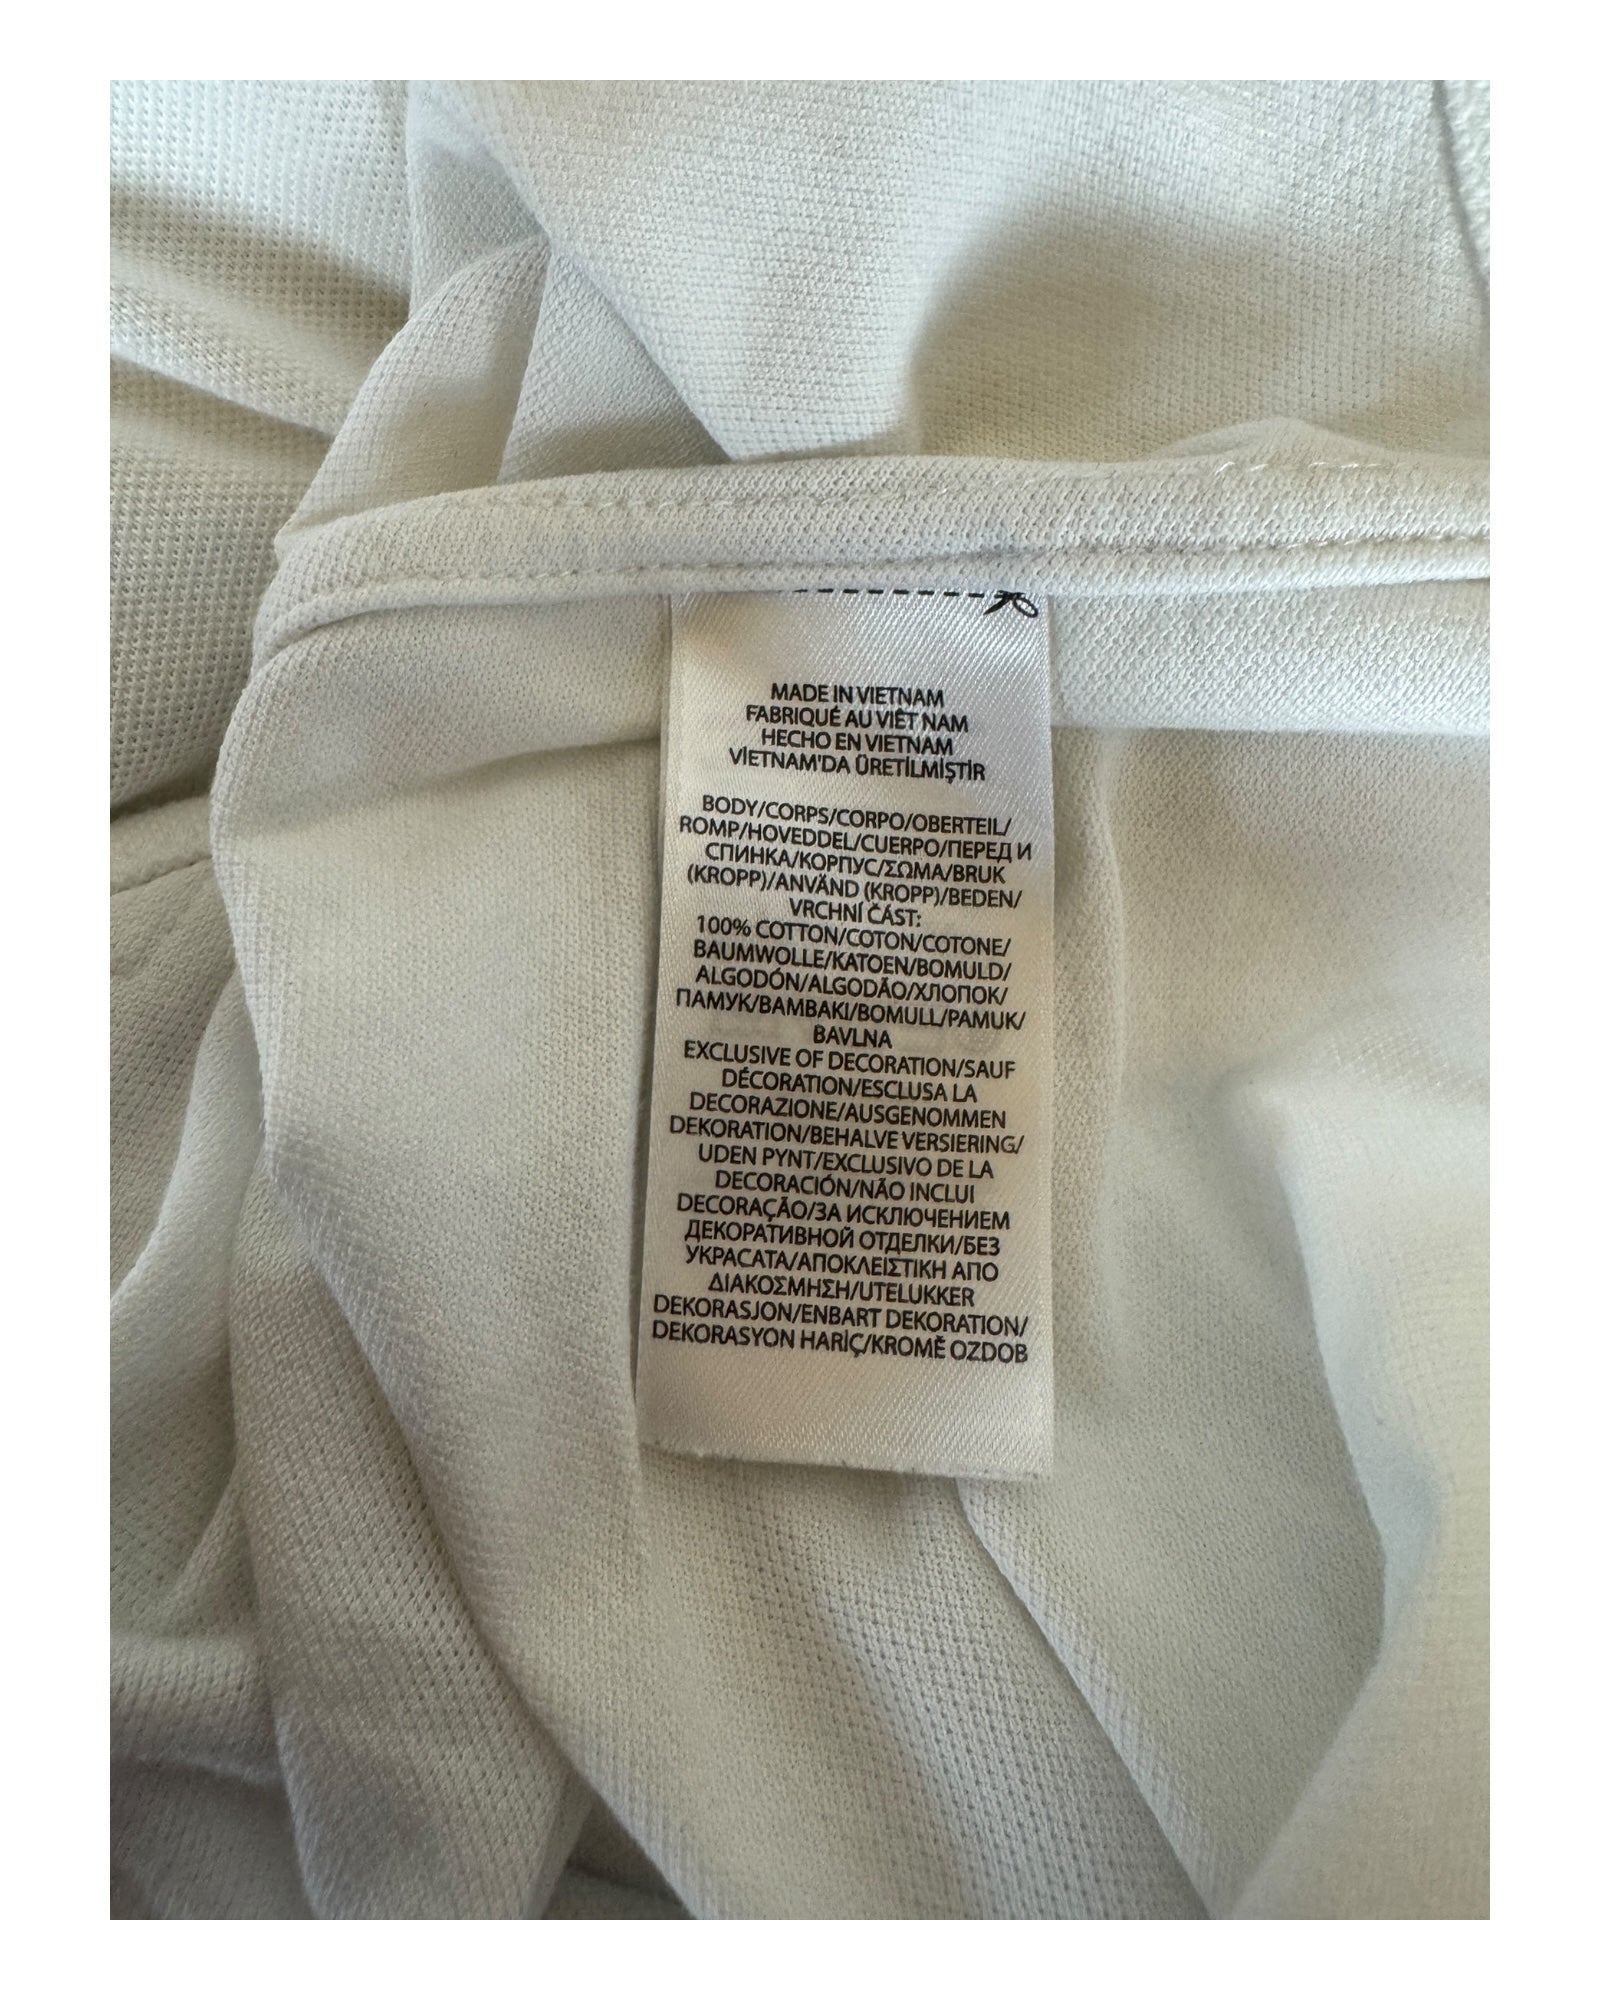 MADE IN VIETNAM
FABRIQUÉ AU VIÊT NAM
HECHO EN VIETNAM
VİETNAM'DA ÜRETİLMİŞTİR
BODY/CORPS/CORPO/OBERTEIL/
ROMP/HOVEDDEL/CUERPO/ПЕРЕД И
СПИНКА/КОРПУС/ΣΩΜΑ/BRUK
(KROPP)/ANVÄND (KROPP)/BEDEN/
VRCHNÍ ČÁST:
100% COTTON/COTON/COTONE/
BAUMWOLLE/KATOEN/BOMULD/
ALGODÓN/ALGODÃO/ХЛОПОК/
ПАМУК/BAMBAKI/BOMULL/PAMUK/
BAVLNA
EXCLUSIVE OF DECORATION/SAUF
DÉCORATION/ESCLUSA LA
DECORAZIONE/AUSGENOMMEN
DEKORATION/BEHALVE VERSIERING/
UDEN PYNT/EXCLUSIVO DE LA
DECORACIÓN/NÃO INCLUI
DECORAÇÃO/ЗА ИСКЛЮЧЕНИЕМ
ДЕКОРАТИВНОЙ ОТДЕЛКИ/БЕЗ
УКРАСАТА/ΑΠΟΚΛΕΙΣΤΙΚΗ ΑΠΟ
ΔΙΑΚΟΣΜΗΣΗ/UTELUKKER
DEKORASJON/ENBART DEKORATION/
DEKORASYON HARİÇ/KROMĚ OZDOB